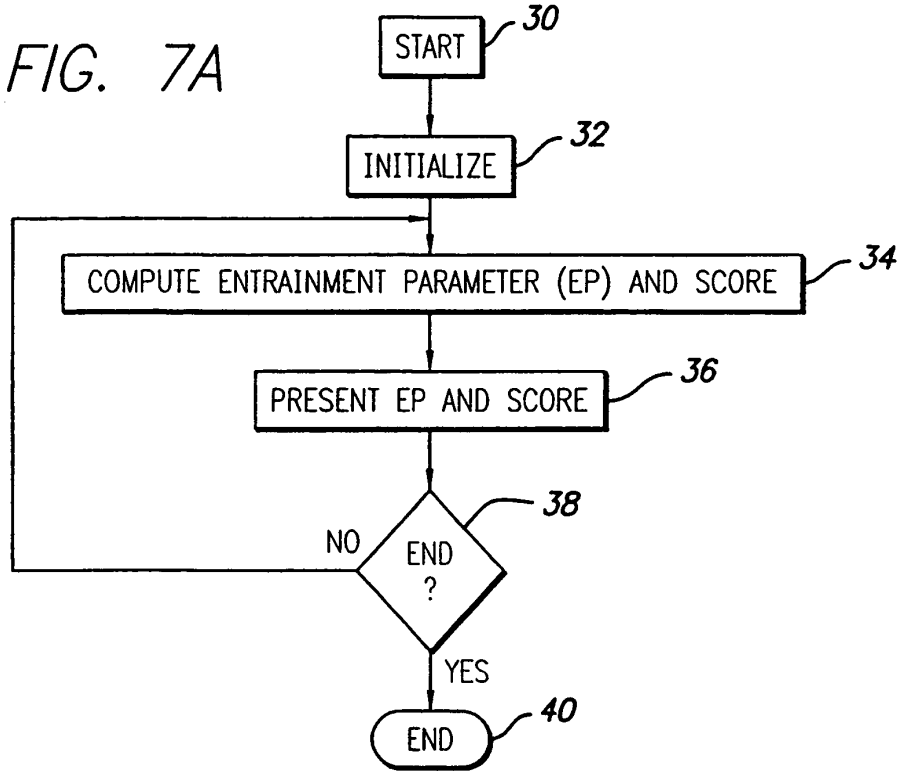 FIG. 7A
START
30
INITIALIZE
32
COMPUTE ENTRAINMENT PARAMETER (EP) AND SCORE
34
PRESENT EP AND SCORE
36
END
?
38
NO
YES
END
40